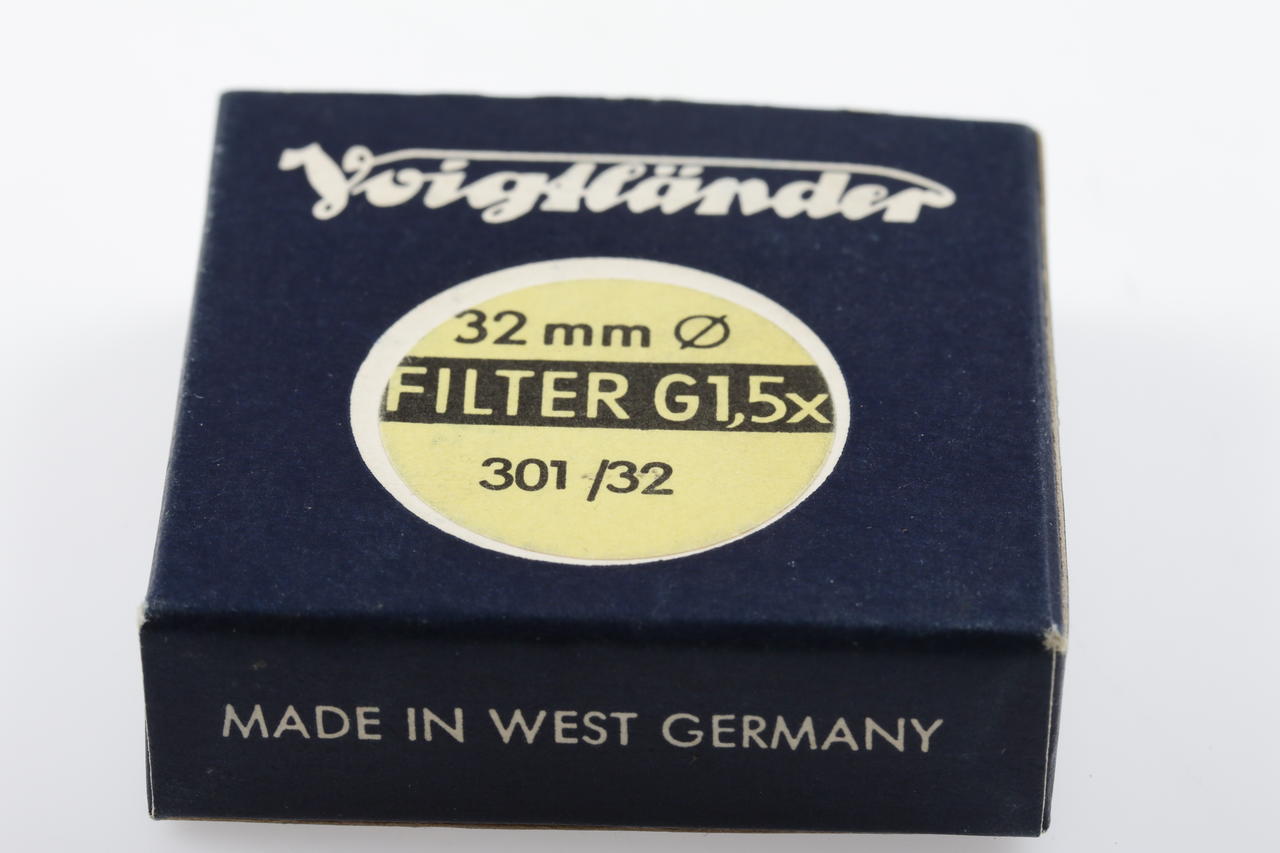 Voigtländer
32 mm Ø
FILTER G1,5x
301 /32
MADE IN WEST GERMANY